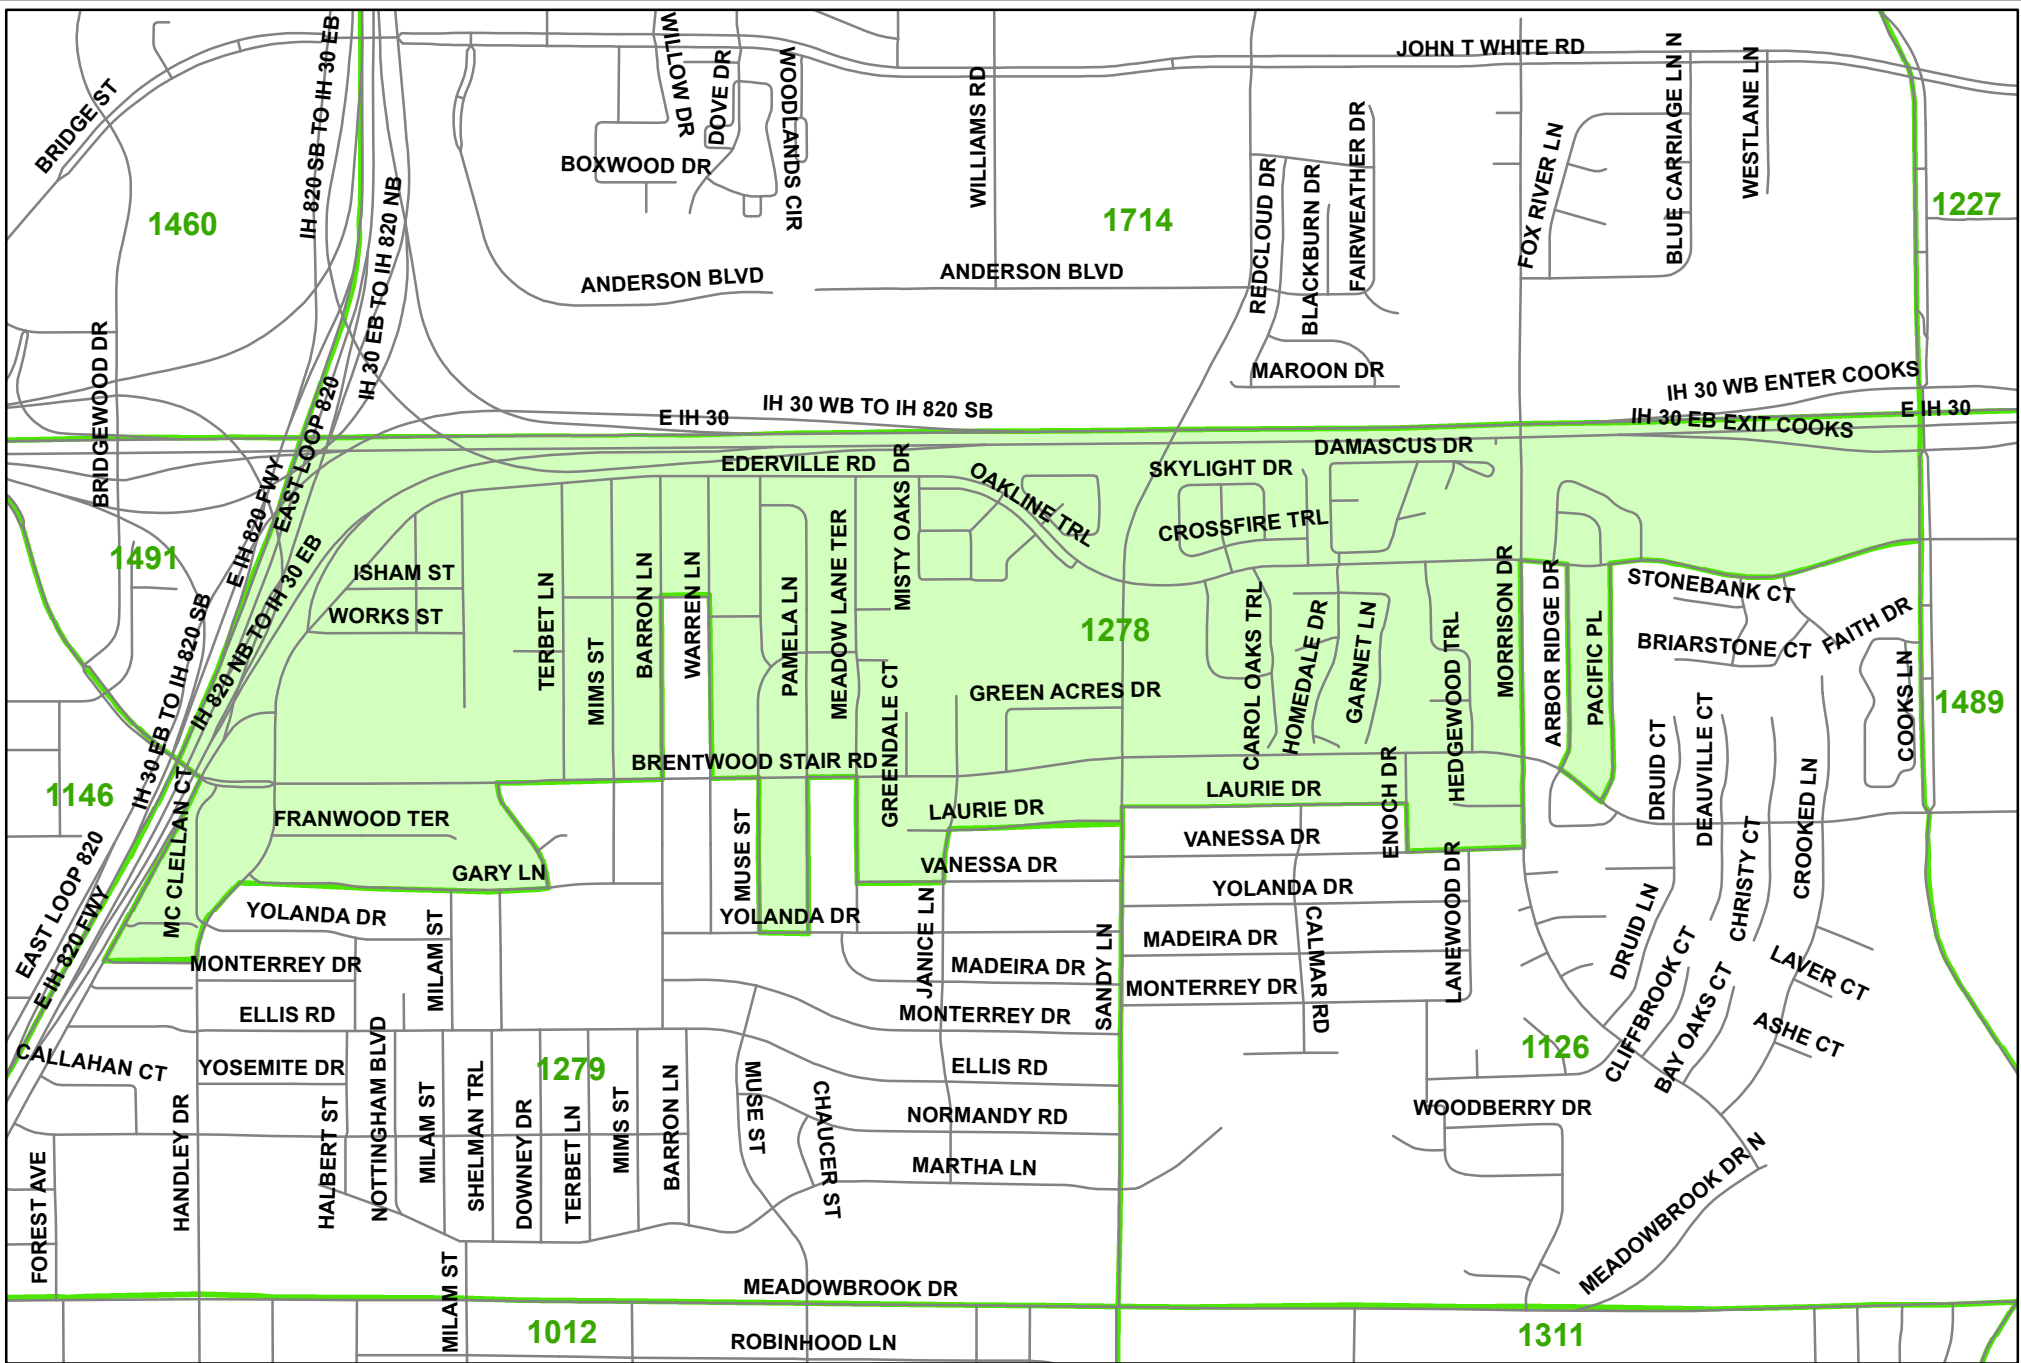 JOHN T WHITE RD
BRIDGE ST
IH 820 SB TO IH 30 EB
WILLOW DR
DOVE DR
WOODLANDS CIR
WILLIAMS RD
BLUE CARRIAGE LN N
WESTLANE LN
BOXWOOD DR
REDCLOUD DR
BLACKBURN DR
FAIRWEATHER DR
FOX RIVER LN
1460
1714
1227
IH 30 EB TO IH 820 NB
ANDERSON BLVD
ANDERSON BLVD
BRIDGEWOOD DR
MAROON DR
IH 30 WB ENTER COOKS
E IH 30
IH 30 WB TO IH 820 SB
IH 30 EB EXIT COOKS
E IH 30
EAST LOOP 820
E IH 820 FWY
EDERVILLE RD
MISTY OAKS DR
OAKLINE TRL
SKYLIGHT DR
DAMASCUS DR
CROSSFIRE TRL
1491
IH 820 NB TO IH 30 EB
ISHAM ST
WORKS ST
TERBET LN
MIMS ST
BARRON LN
WARREN LN
PAMELA LN
MEADOW LANE TER
GREENDALE CT
1278
GREEN ACRES DR
CAROL OAKS TRL
HOMEDALE DR
GARNET LN
HEDGEWOOD TRL
MORRISON DR
ARBOR RIDGE DR
PACIFIC PL
STONEBANK CT
BRIARSTONE CT
FAITH DR
COOKS LN
1489
IH 30 EB TO IH 820 SB
1146
MC CLELLAN CT
BRENTWOOD STAIR RD
FRANWOOD TER
GARY LN
MUSE ST
LAURIE DR
LAURIE DR
ENOCH DR
VANESSA DR
VANESSA DR
DRUID CT
DEAUVILLE CT
CHRISTY CT
CROOKED LN
EAST LOOP 820
E IH 820 FWY
YOLANDA DR
YOLANDA DR
YOLANDA DR
MILAM ST
JANICE LN
SANDY LN
CALMAR RD
LANEWOOD DR
DRUID LN
MONTERREY DR
MADEIRA DR
MADEIRA DR
MONTERREY DR
MONTERREY DR
CLIFFBROOK CT
BAY OAKS CT
LAVER CT
ASHE CT
ELLIS RD
ELLIS RD
CALLAHAN CT
YOSEMITE DR
1279
1126
WOODBERRY DR
NORMANDY RD
MARTHA LN
FOREST AVE
HANDLEY DR
HALBERT ST
NOTTINGHAM BLVD
MILAM ST
SHELMAN TRL
DOWNEY DR
TERBET LN
MIMS ST
BARRON LN
MUSE ST
CHAUCER ST
MEADOWBROOK DR N
MEADOWBROOK DR
MILAM ST
1012
ROBINHOOD LN
1311